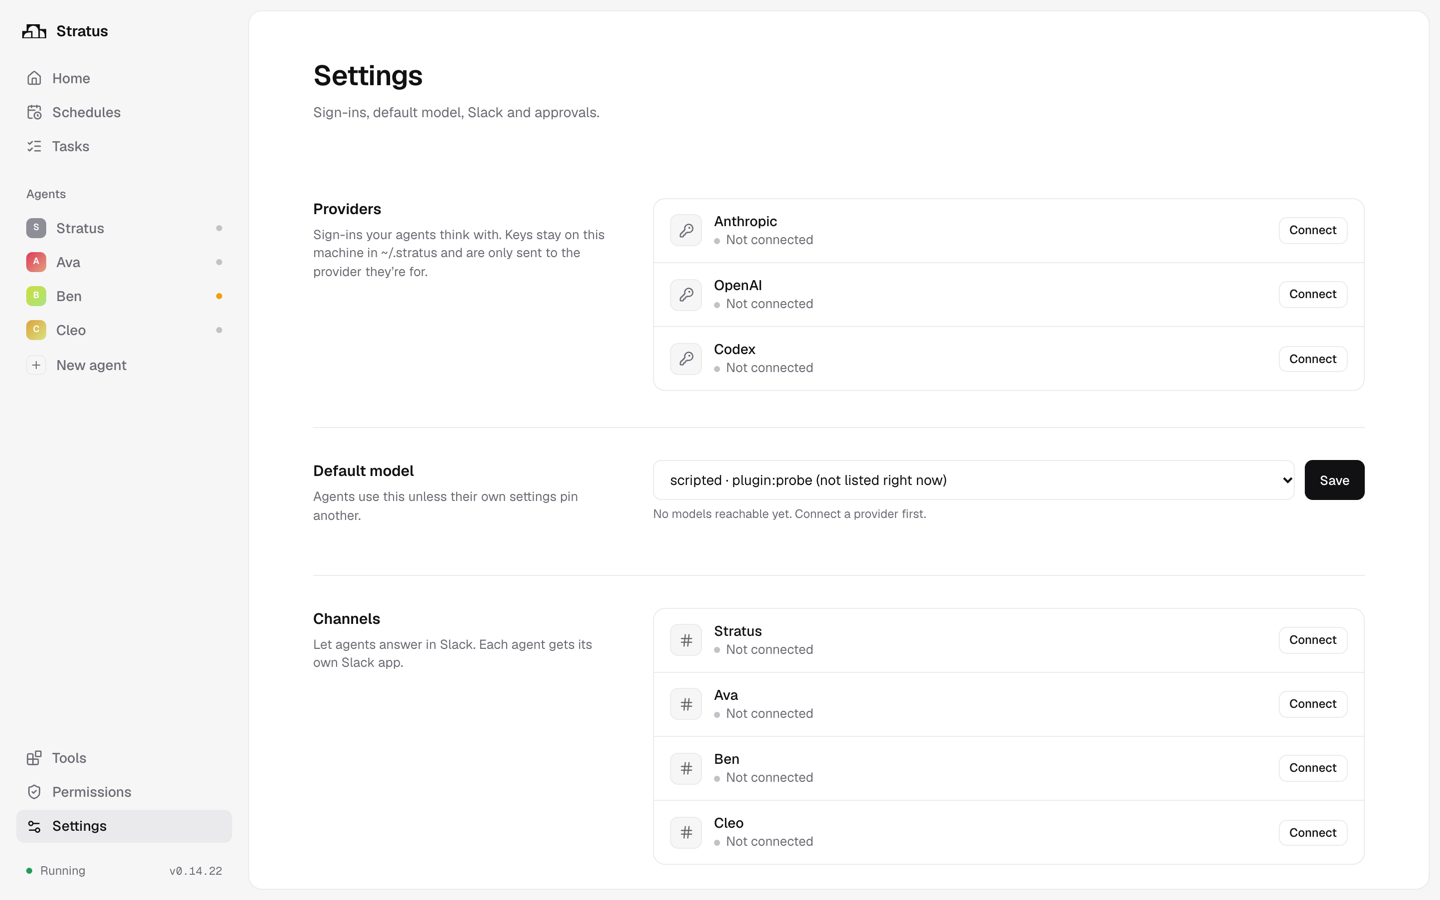 Stratus
Home
Schedules
Tasks
Agents
S Stratus
A Ava
B Ben
C Cleo
New agent
Tools
Permissions
Settings
Running v0.14.22
Settings
Sign-ins, default model, Slack and approvals.
Providers
Sign-ins your agents think with. Keys stay on this
machine in ~/.stratus and are only sent to the
provider they're for.
Anthropic
Not connected
Connect
OpenAI
Not connected
Connect
Codex
Not connected
Connect
Default model
Agents use this unless their own settings pin
another.
scripted · plugin:probe (not listed right now)
Save
No models reachable yet. Connect a provider first.
Channels
Let agents answer in Slack. Each agent gets its
own Slack app.
Stratus
Not connected
Connect
Ava
Not connected
Connect
Ben
Not connected
Connect
Cleo
Not connected
Connect